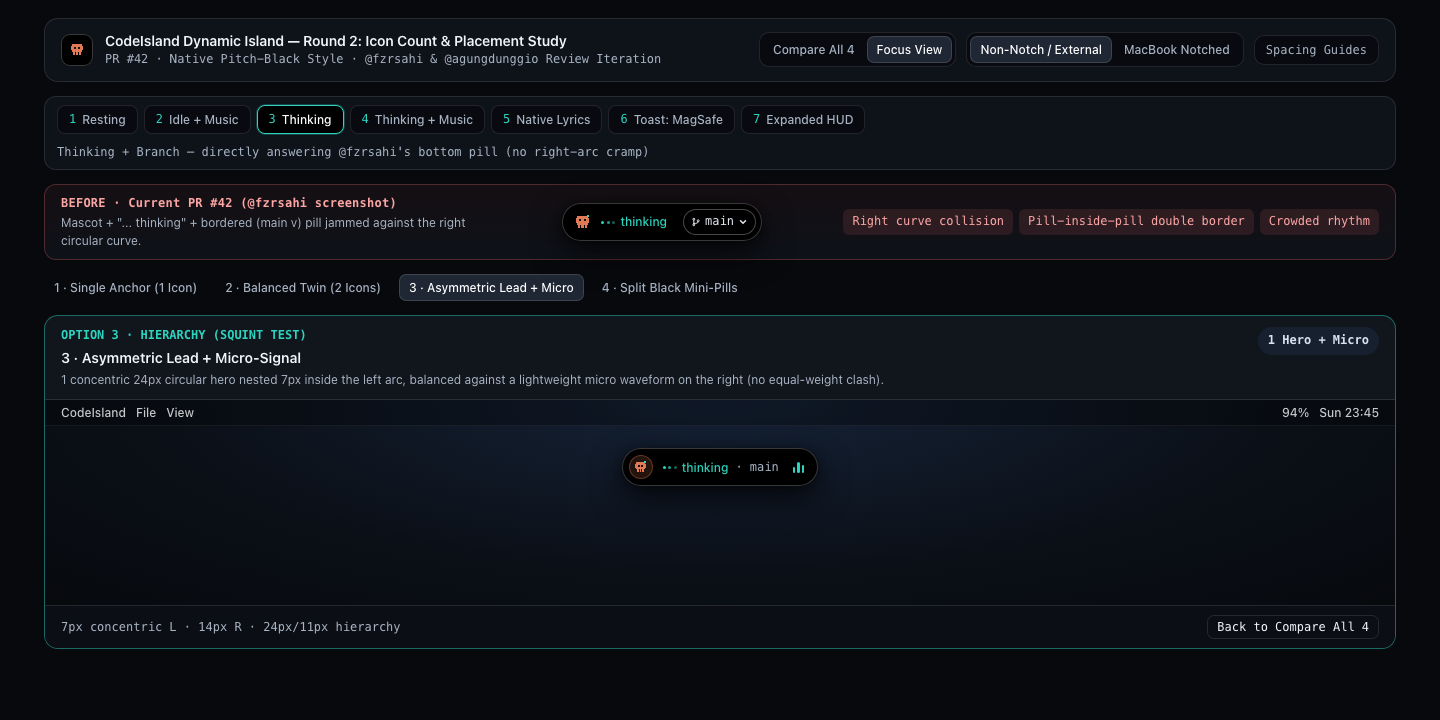 CodeIsland Dynamic Island — Round 2: Icon Count & Placement Study
PR #42 · Native Pitch-Black Style · @fzrsahi & @agungdunggio Review Iteration
Compare All 4
Focus View
Non-Notch / External
MacBook Notched
Spacing Guides
1 Resting
2 Idle + Music
3 Thinking
4 Thinking + Music
5 Native Lyrics
6 Toast: MagSafe
7 Expanded HUD
Thinking + Branch — directly answering @fzrsahi's bottom pill (no right-arc cramp)
BEFORE · Current PR #42 (@fzrsahi screenshot)
Mascot + "... thinking" + bordered (main v) pill jammed against the right
circular curve.
thinking
main
Right curve collision
Pill-inside-pill double border
Crowded rhythm
1 · Single Anchor (1 Icon)
2 · Balanced Twin (2 Icons)
3 · Asymmetric Lead + Micro
4 · Split Black Mini-Pills
OPTION 3 · HIERARCHY (SQUINT TEST)
3 · Asymmetric Lead + Micro-Signal
1 concentric 24px circular hero nested 7px inside the left arc, balanced against a lightweight micro waveform on the right (no equal-weight clash).
1 Hero + Micro
CodeIsland File View
94% Sun 23:45
thinking · main
7px concentric L · 14px R · 24px/11px hierarchy
Back to Compare All 4